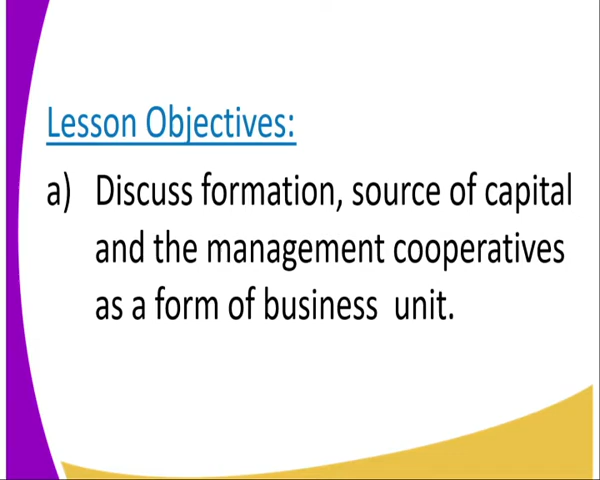 Lesson Objectives:
a) Discuss formation, source of capital
and the management cooperatives
as a form of business unit.